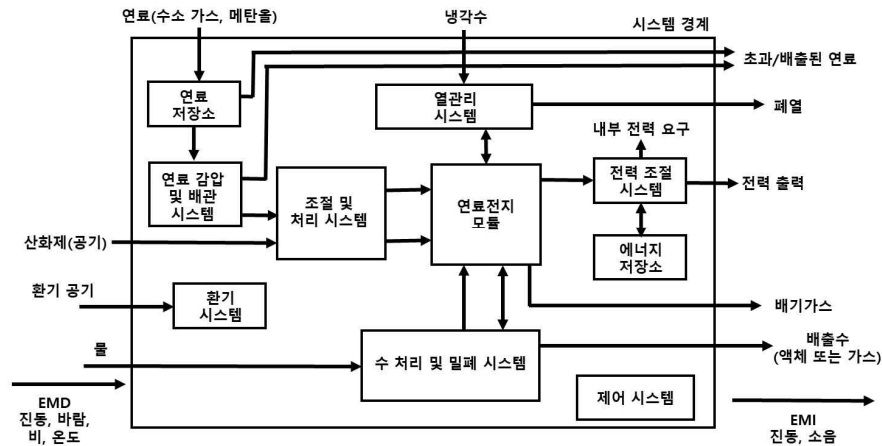 연료(수소 가스, 메탄올)
냉각수
시스템 경계
초과/배출된 연료
연료
저장소
열관리
시스템
폐열
내부 전력 요구
연료 감압
및 배관
시스템
조절 및
처리 시스템
연료전지
모듈
전력 조절
시스템
전력 출력
산화제(공기)
에너지
저장소
환기 공기
환기
시스템
배기가스
물
수 처리 및 밀폐 시스템
배출수
(액체 또는 가스)
제어 시스템
EMD
진동, 바람,
비, 온도
EMI
진동, 소음